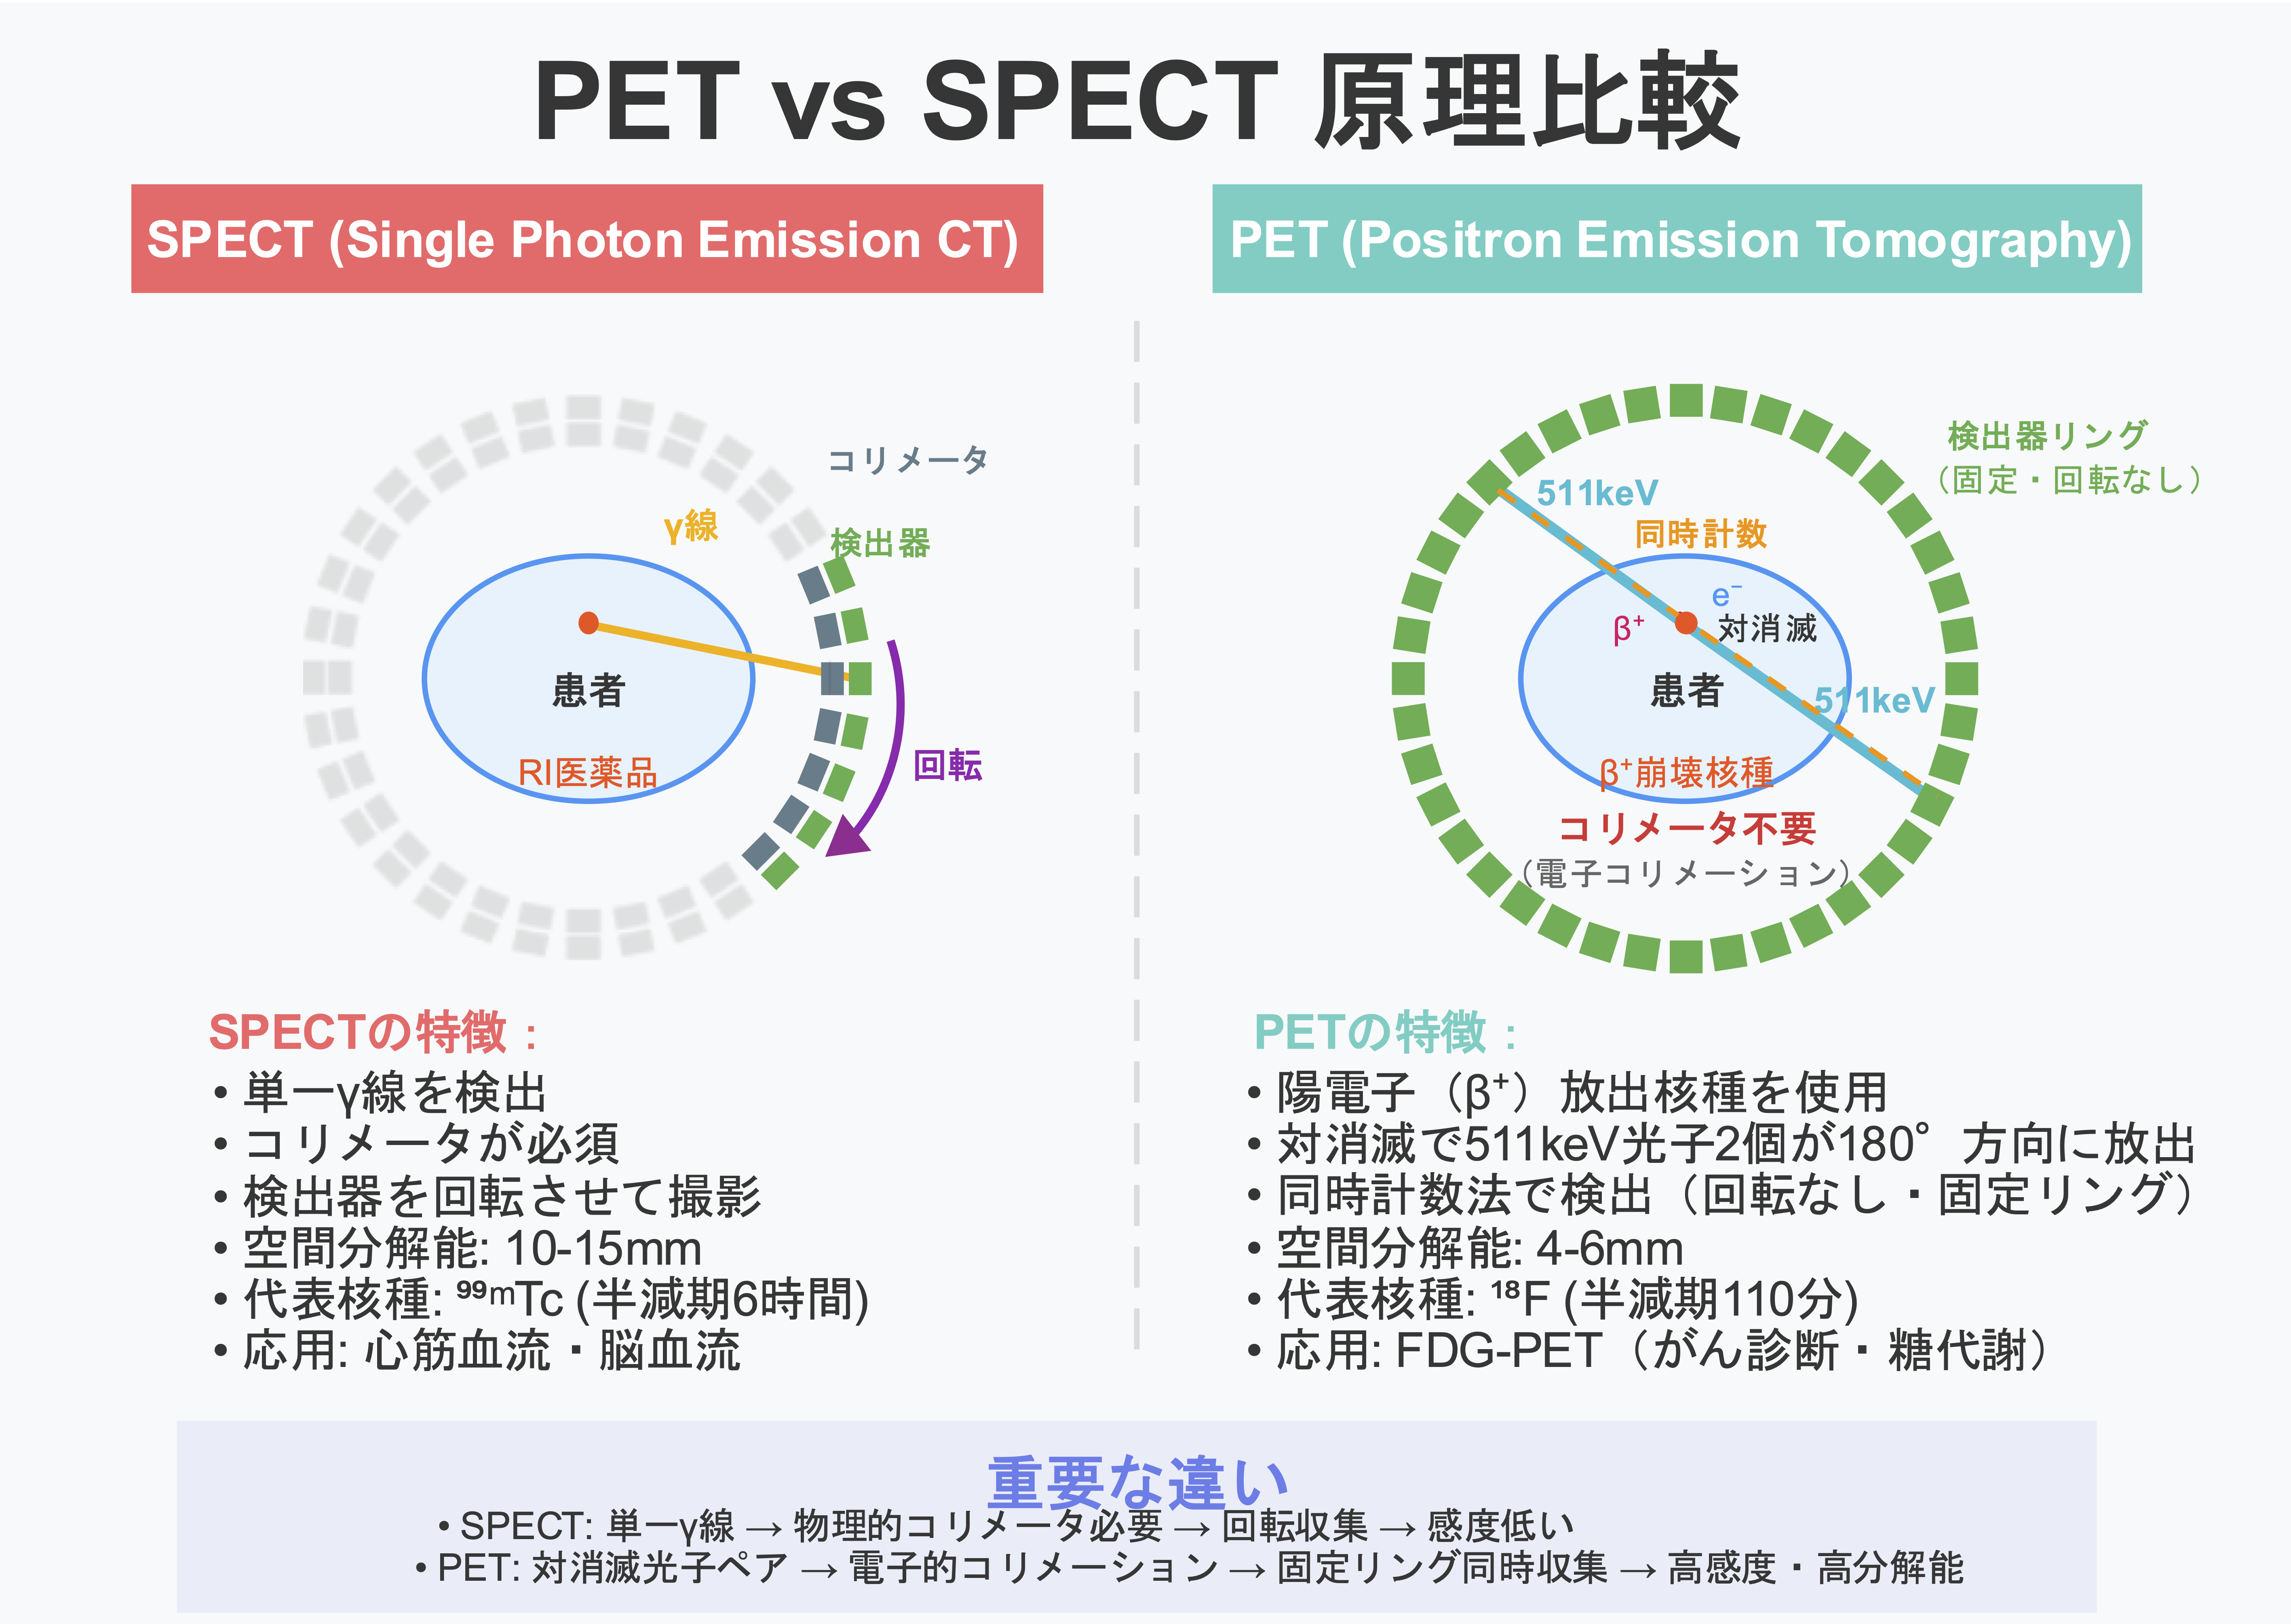 PET vs SPECT 原理比較
SPECT (Single Photon Emission CT)
PET (Positron Emission Tomography)
コリメータ
検出器
γ線
患者
RI医薬品
回転
検出器リング
（固定・回転なし）
511keV
同時計数
e⁻
β⁺
対消滅
患者
511keV
β⁺崩壊核種
コリメータ不要
（電子コリメーション）
SPECTの特徴：
• 単一γ線を検出
• コリメータが必須
• 検出器を回転させて撮影
• 空間分解能: 10-15mm
• 代表核種: ⁹⁹ᵐTc (半減期6時間)
• 応用: 心筋血流・脳血流
PETの特徴：
• 陽電子（β⁺）放出核種を使用
• 対消滅で511keV光子2個が180°方向に放出
• 同時計数法で検出（回転なし・固定リング）
• 空間分解能: 4-6mm
• 代表核種: ¹⁸F (半減期110分)
• 応用: FDG-PET（がん診断・糖代謝）
重要な違い
• SPECT: 単一γ線 → 物理的コリメータ必要 → 回転収集 → 感度低い
• PET: 対消滅光子ペア → 電子的コリメーション → 固定リング同時収集 → 高感度・高分解能